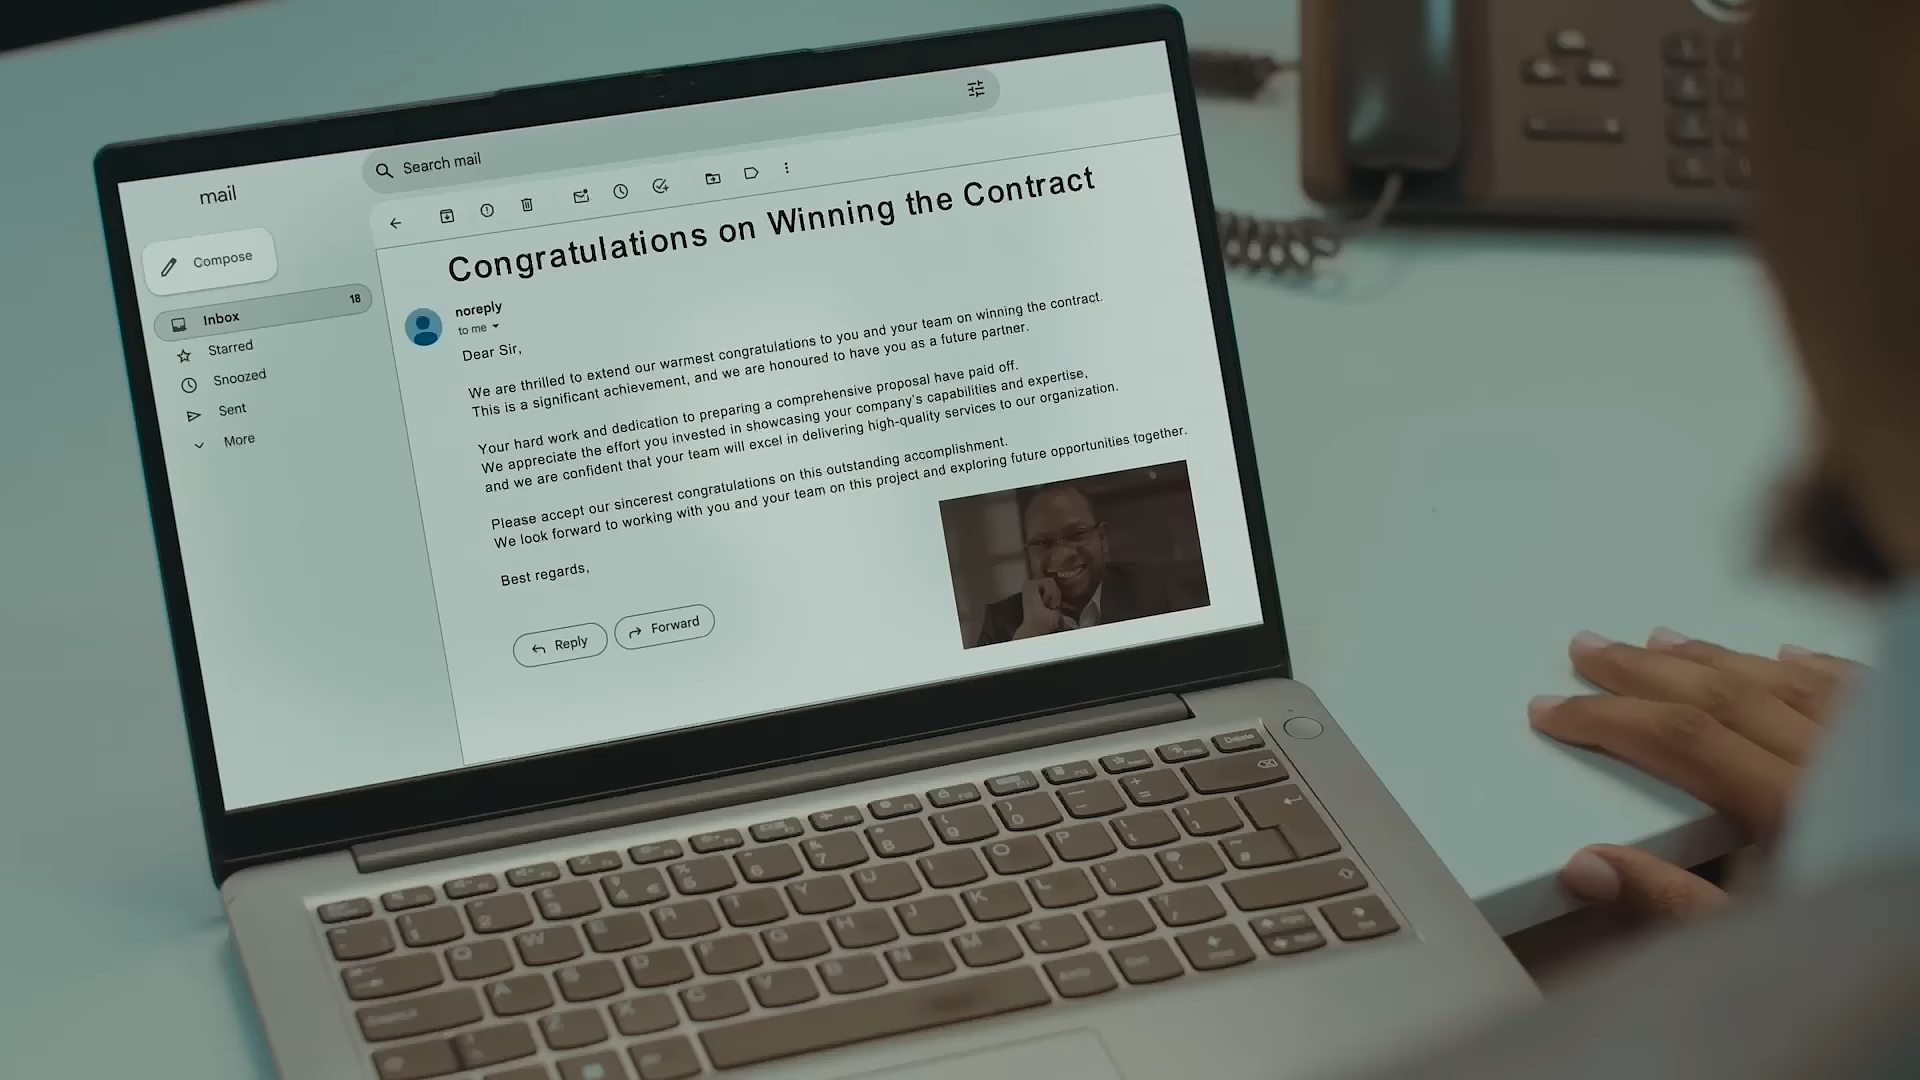 mail
Search mail
Compose
Inbox 18
Starred
Snoozed
Sent
More
Congratulations on Winning the Contract
noreply
to me
Dear Sir,
We are thrilled to extend our warmest congratulations to you and your team on winning the contract.
This is a significant achievement, and we are honoured to have you as a future partner.
Your hard work and dedication to preparing a comprehensive proposal have paid off.
We appreciate the effort you invested in showcasing your company's capabilities and expertise,
and we are confident that your team will excel in delivering high-quality services to our organization.
Please accept our sincerest congratulations on this outstanding accomplishment.
We look forward to working with you and your team on this project and exploring future opportunities together.
Best regards,
Reply
Forward
Delete
7 8 9 0
Q W E R T Y U I O P
A S D F G H J K L
Z X C V B N M